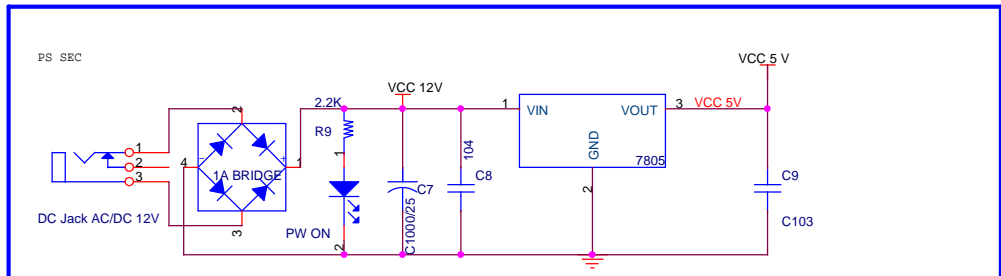 PS SEC
VCC 5 V
VCC 12V
2.2K
R9
1
VIN
VOUT
3
VCC 5V
GND
7805
2
1
2
3
2
4
-
+
1
1A BRIDGE
3
DC Jack AC/DC 12V
1
2
PW ON
C7
C1000/25
104
C8
C9
C103